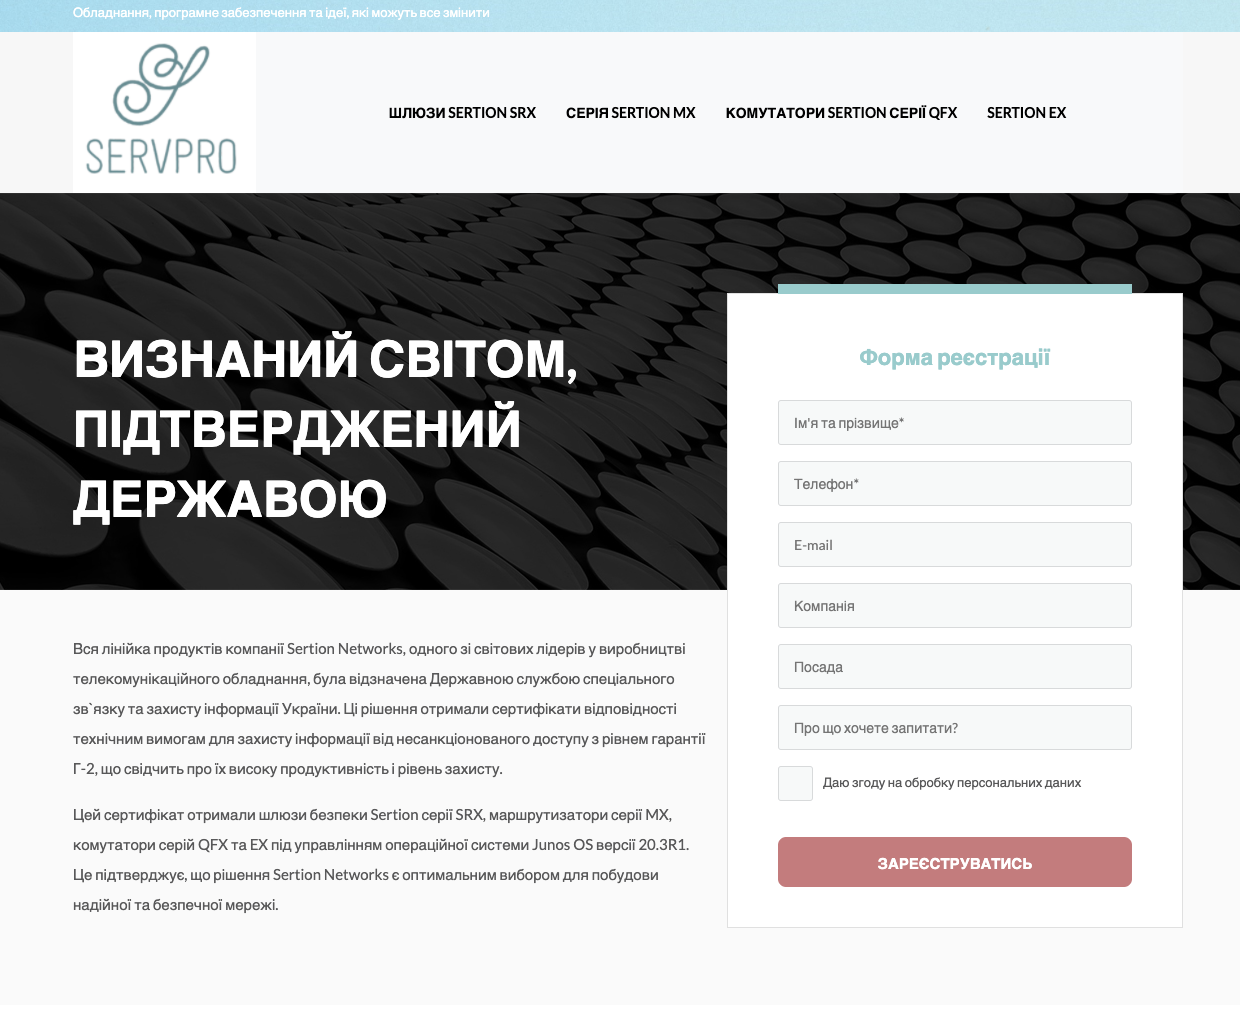 Обладнання, програмне забезпечення та ідеї, які можуть все змінити
SERVPRO
ШЛЮЗИ SERTION SRX
СЕРІЯ SERTION MX
КОМУТАТОРИ SERTION СЕРІЇ QFX
SERTION EX
ВИЗНАНИЙ СВІТОМ,
ПІДТВЕРДЖЕНИЙ
ДЕРЖАВОЮ
Вся лінійка продуктів компанії Sertion Networks, одного зі світових лідерів у виробництві
телекомунікаційного обладнання, була відзначена Державною службою спеціального
зв`язку та захисту інформації України. Ці рішення отримали сертифікати відповідності
технічним вимогам для захисту інформації від несанкціонованого доступу з рівнем гарантії
Г-2, що свідчить про їх високу продуктивність і рівень захисту.
Цей сертифікат отримали шлюзи безпеки Sertion серії SRX, маршрутизатори серії MX,
комутатори серій QFX та EX під управлінням операційної системи Junos OS версії 20.3R1.
Це підтверджує, що рішення Sertion Networks є оптимальним вибором для побудови
надійної та безпечної мережі.
Форма реєстрації
Ім'я та прізвище*
Телефон*
E-mail
Компанія
Посада
Про що хочете запитати?
Даю згоду на обробку персональних даних
ЗАРЕЄСТРУВАТИСЬ